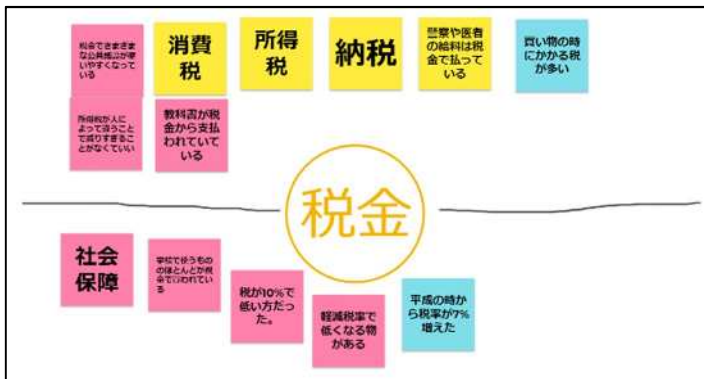 税金でさまざま
な公共施設が使
いやすくなって
いる
消費
税
所得
税
納税
警察や医者
の給料は税
金で払って
いる
買い物の時
にかかる税
が多い
所得税が人に
よって違うこと
で減りすぎるこ
とがなくていい
教科書が税
金から支払
われていて
いる
税金
社会
保障
学校で使うもの
のほとんどが税
金で
われている
税が10%で
低い方だっ
た。
軽減税率で
低くなる物
がある
平成の時か
ら税率が7%
増えた